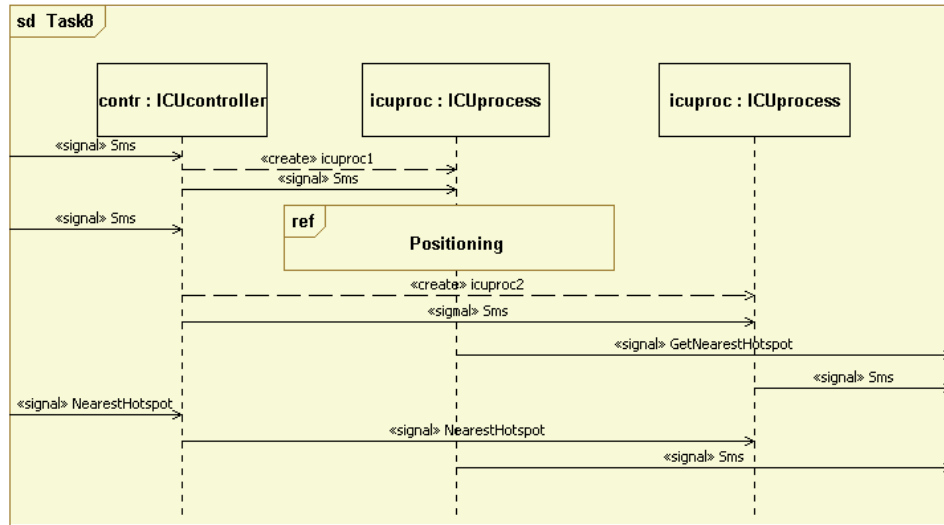 sd Task8
contr : ICUcontroller
icuproc : ICUprocess
icuproc : ICUprocess
«signal» Sms
«create» icuproc1
«signal» Sms
«signal» Sms
ref
Positioning
«create» icuproc2
«signal» Sms
«signal» GetNearestHotspot
«signal» Sms
«signal» NearestHotspot
«signal» NearestHotspot
«signal» Sms